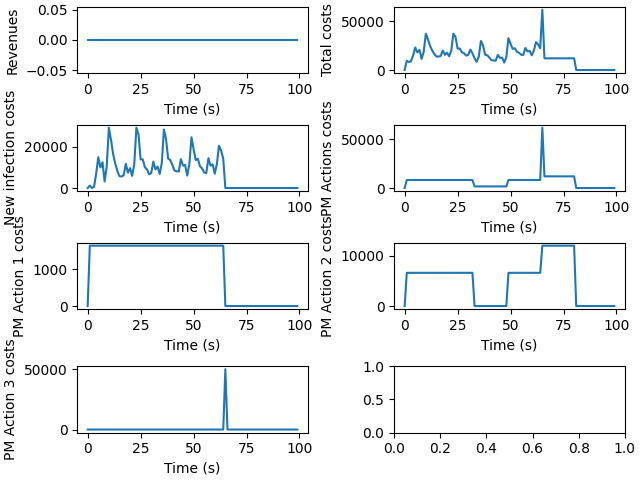 Revenues
0.05
0.00
−0.05
0 25 50 75 100
Time (s)
Total costs
50000
0
0 25 50 75 100
Time (s)
New infection costs
20000
0
0 25 50 75 100
Time (s)
PM Actions costs
50000
0
0 25 50 75 100
Time (s)
PM Action 1 costs
1000
0
0 25 50 75 100
Time (s)
PM Action 2 costs
10000
0
0 25 50 75 100
Time (s)
PM Action 3 costs
50000
0
0 25 50 75 100
Time (s)
1.0
0.5
0.0
0.0 0.2 0.4 0.6 0.8 1.0